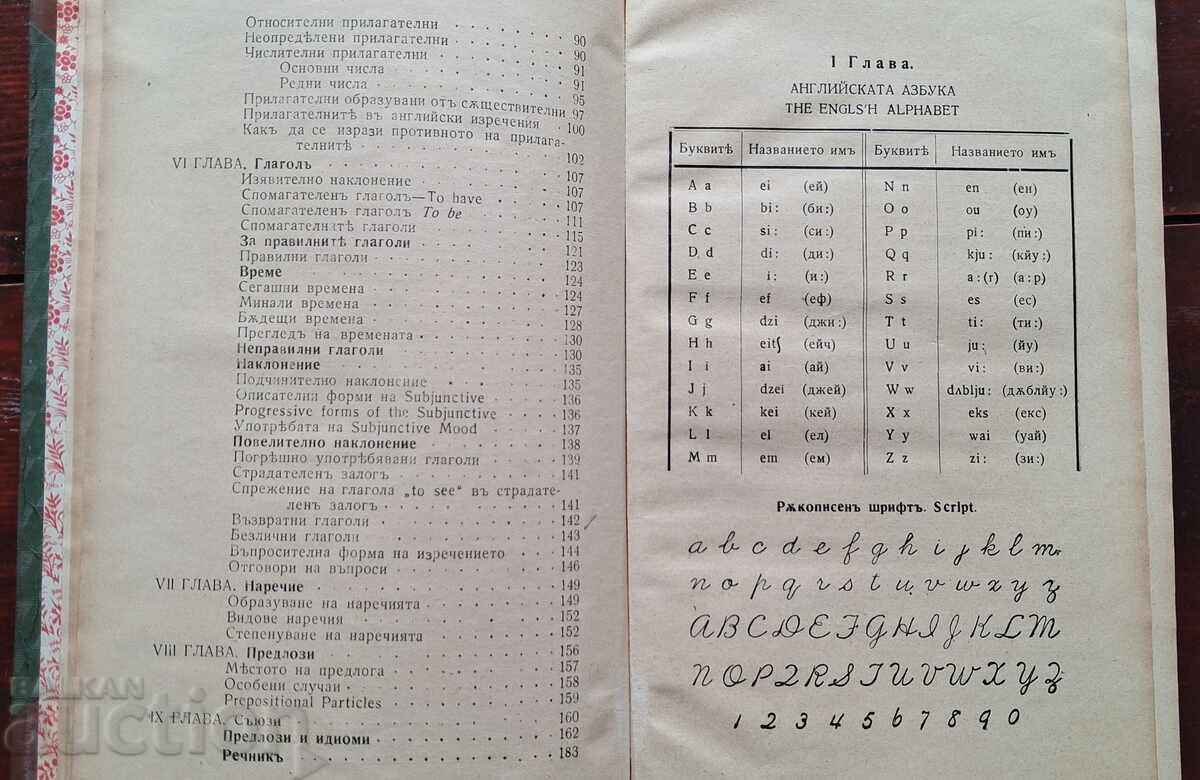 Относителни прилагателни
Неопредѣлени прилагателни 90
Числителни прилагателни 90
Основни числа 91
Редни числа 91
Прилагателни образувани отъ сѫществителни 95
Прилагателнитѣ въ английски изречения 97
Какъ да се изрази противното на прилага- 100
телнитѣ 102
VI ГЛАВА. Глаголъ 107
Изявително наклонение 107
Спомагателенъ глаголъ—To have 107
Спомагателенъ глаголъ To be 111
Спомагателнитѣ глаголи 115
За правилнитѣ глаголи 121
Правилни глаголи 123
Време 124
Сегашни времена 124
Минали времена 127
Бѫдещи времена 128
Прегледъ на времената 130
Неправилни глаголи 130
Наклонение 135
Подчинително наклонение 135
Описателни форми на Subjunctive 136
Progressive forms of the Subjunctive 136
Употрѣбата на Subjunctive Mood 137
Повелително наклонение 138
Погрѣшно употрѣбявани глаголи 139
Страдателенъ залогъ 141
Спрежение на глагола „to see“ въ страдате-
ленъ залогъ 141
Възвратни глаголи 142
Безлични глаголи 143
Въпросителна форма на изречението 144
Отговори на въпроси 146
VII ГЛАВА. Наречие 149
Образуване на наречията 149
Видове наречия 152
Степенуване на наречията 152
VIII ГЛАВА. Предлози 156
Мѣстото на предлога 157
Особени случаи 158
Prepositional Particles 159
IX ГЛАВА. Съюзи 160
Предлози и идиоми 162
Речникъ 183
BALKAN
auction
I Глава.
АНГЛИЙСКАТА АЗБУКА
THE ENGLS'H ALPHABET
Буквитѣ Названието имъ Буквитѣ Названието имъ
A a ei (ей) N n en (ен)
B b bi: (би:) O o ou (оу)
C c si: (си:) P p pi: (пи:)
D d di: (ди:) Q q kju: (кйу:)
E e i: (и:) R r a:(r) (а:р)
F f ef (еф) S s es (ес)
G g dzi (джи:) T t ti: (ти:)
H h eitʃ (ейч) U u ju: (йу)
I i ai (ай) V v vi: (ви:)
J j dzei (джей) W w dʌblju: (дѫблйу:)
K k kei (кей) X x eks (екс)
L l el (ел) Y y wai (уай)
M m em (ем) Z z zi: (зи:)
Рѫкописенъ шрифтъ. Script.
a b c d e f g h i j k l m
n o p q r s t u v w x y z
A B C D E F G H I J K L M
N O P Q R S T U V W X Y Z
1 2 3 4 5 6 7 8 9 0